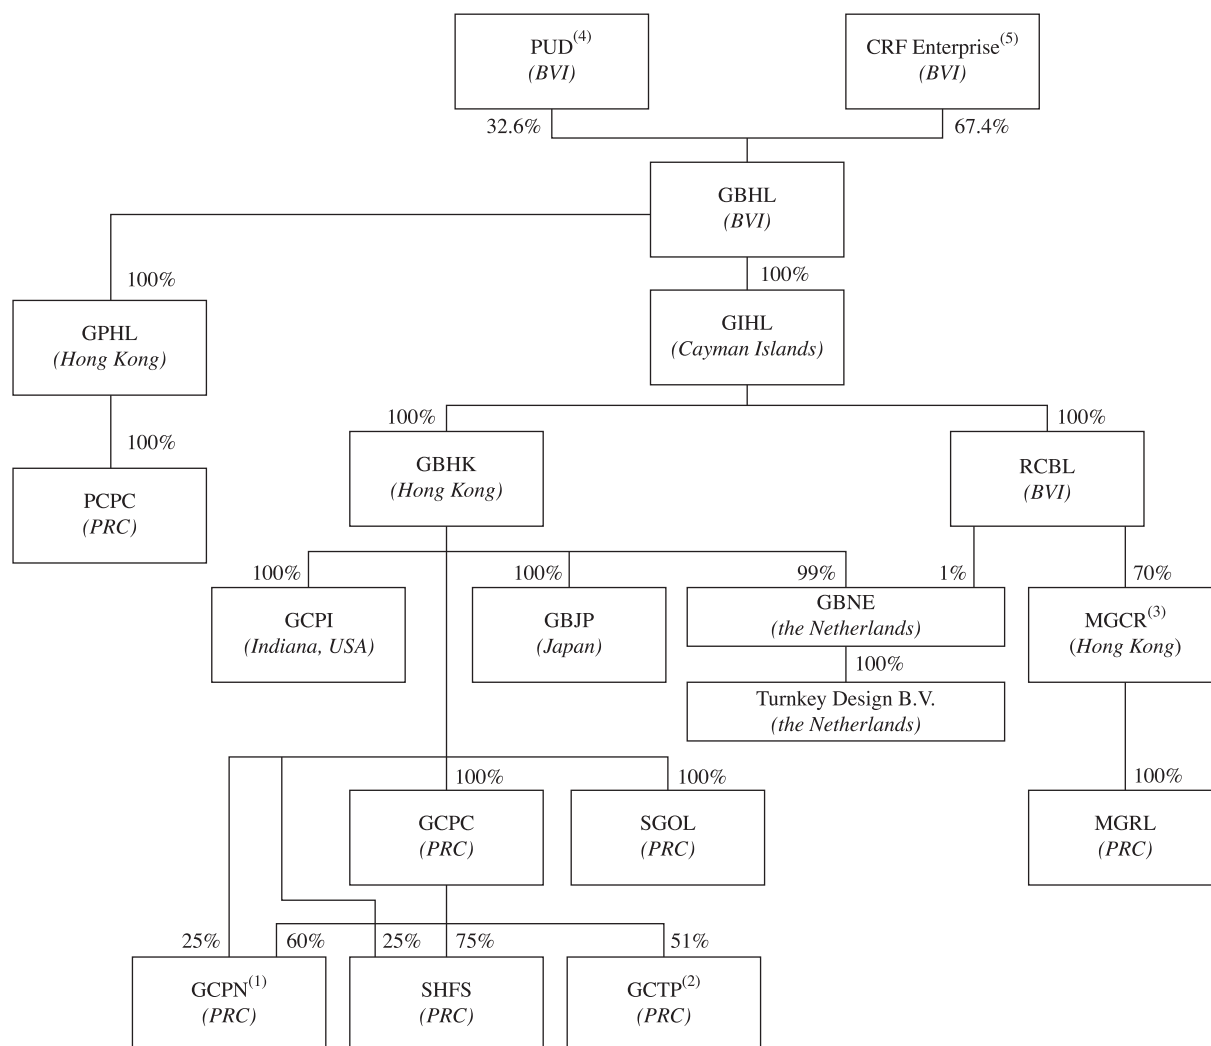 PUD(4)
(BVI)
CRF Enterprise(5)
(BVI)
32.6%
67.4%
GBHL
(BVI)
100%
100%
GPHL
(Hong Kong)
GIHL
(Cayman Islands)
100%
100%
100%
PCPC
(PRC)
GBHK
(Hong Kong)
RCBL
(BVI)
100%
100%
99%
1%
70%
GCPI
(Indiana, USA)
GBJP
(Japan)
GBNE
(the Netherlands)
MGCR(3)
(Hong Kong)
100%
Turnkey Design B.V.
(the Netherlands)
100%
100%
100%
GCPC
(PRC)
SGOL
(PRC)
MGRL
(PRC)
25%
60%
25%
75%
51%
GCPN(1)
(PRC)
SHFS
(PRC)
GCTP(2)
(PRC)